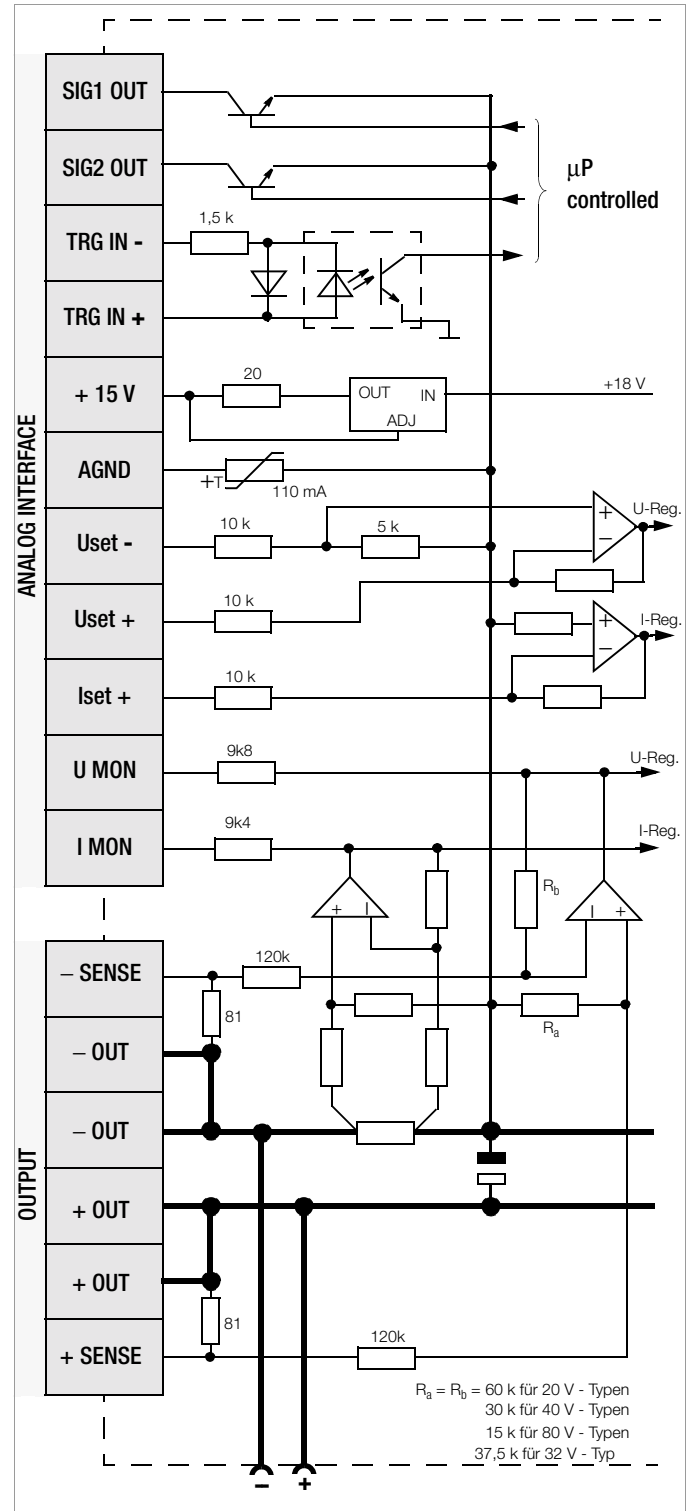 ANALOG INTERFACE
SIG1 OUT
SIG2 OUT
µP
controlled
TRG IN -
1,5 k
TRG IN +
+ 15 V
20
OUT IN
ADJ
+18 V
AGND
+T
110 mA
Uset -
10 k
5 k
+
−
U-Reg.
Uset +
10 k
+
−
I-Reg.
Iset +
10 k
U MON
9k8
U-Reg.
I MON
9k4
I-Reg.
+ −
Rb
− +
OUTPUT
− SENSE
120k
81
Ra
− OUT
− OUT
+ OUT
+ OUT
81
+ SENSE
120k
Ra = Rb = 60 k für 20 V - Typen
30 k für 40 V - Typen
15 k für 80 V - Typen
37,5 k für 32 V - Typ
− +